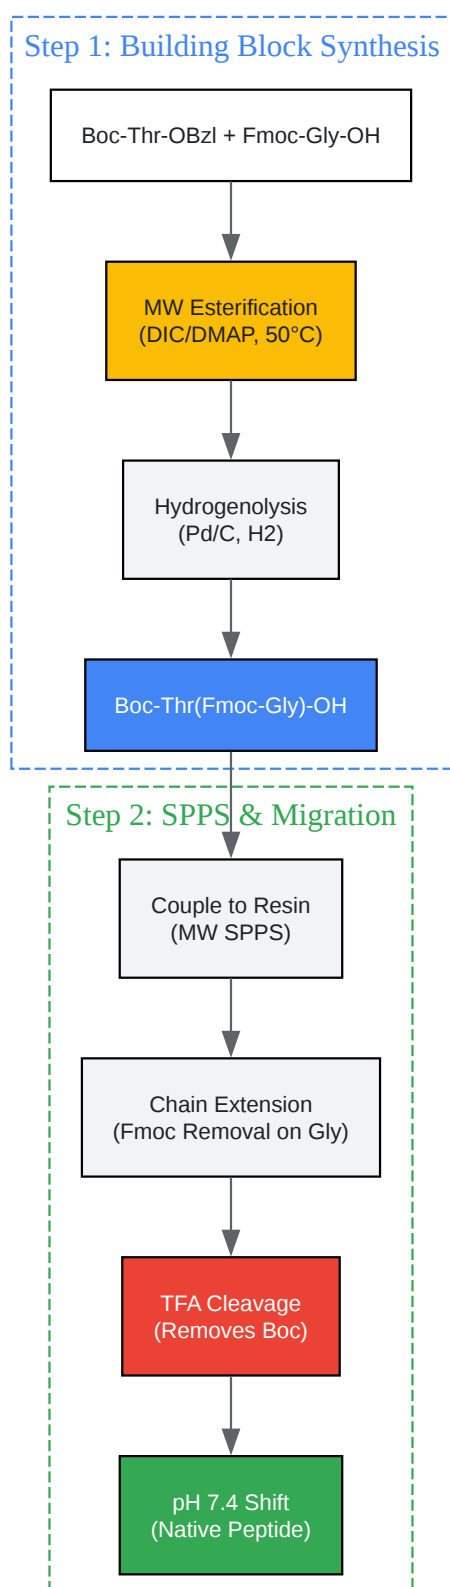 Step 1: Building Block Synthesis
Boc-Thr-OBzl + Fmoc-Gly-OH
MW Esterification
(DIC/DMAP, 50°C)
Hydrogenolysis
(Pd/C, H2)
Boc-Thr(Fmoc-Gly)-OH
Step 2: SPPS & Migration
Couple to Resin
(MW SPPS)
Chain Extension
(Fmoc Removal on Gly)
TFA Cleavage
(Removes Boc)
pH 7.4 Shift
(Native Peptide)